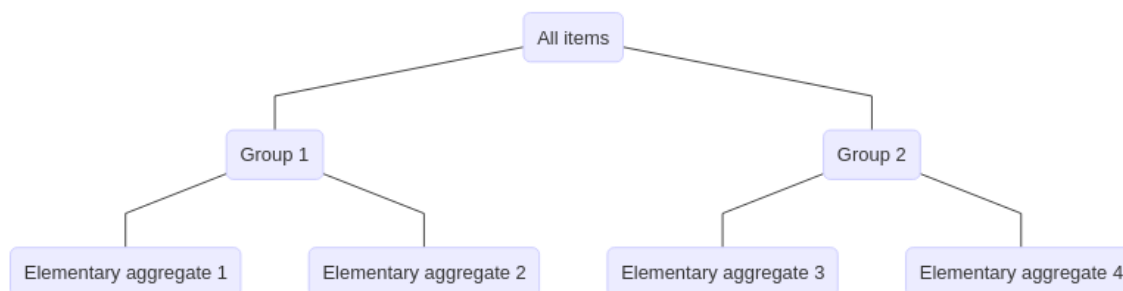 All items
Group 1
Group 2
Elementary aggregate 1
Elementary aggregate 2
Elementary aggregate 3
Elementary aggregate 4